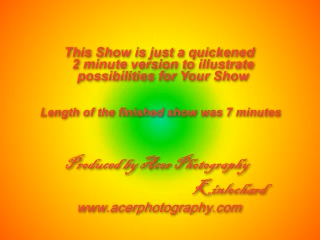 This Show is just a quickened
2 minute version to illustrate
possibilities for Your Show
Length of the finished show was 7 minutes
Produced by Acer Photography
Kinlochard
www.acerphotography.com